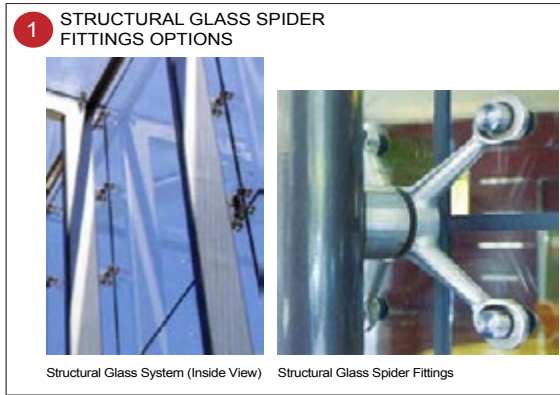 1
STRUCTURAL GLASS SPIDER
FITTINGS OPTIONS
Structural Glass System (Inside View)
Structural Glass Spider Fittings